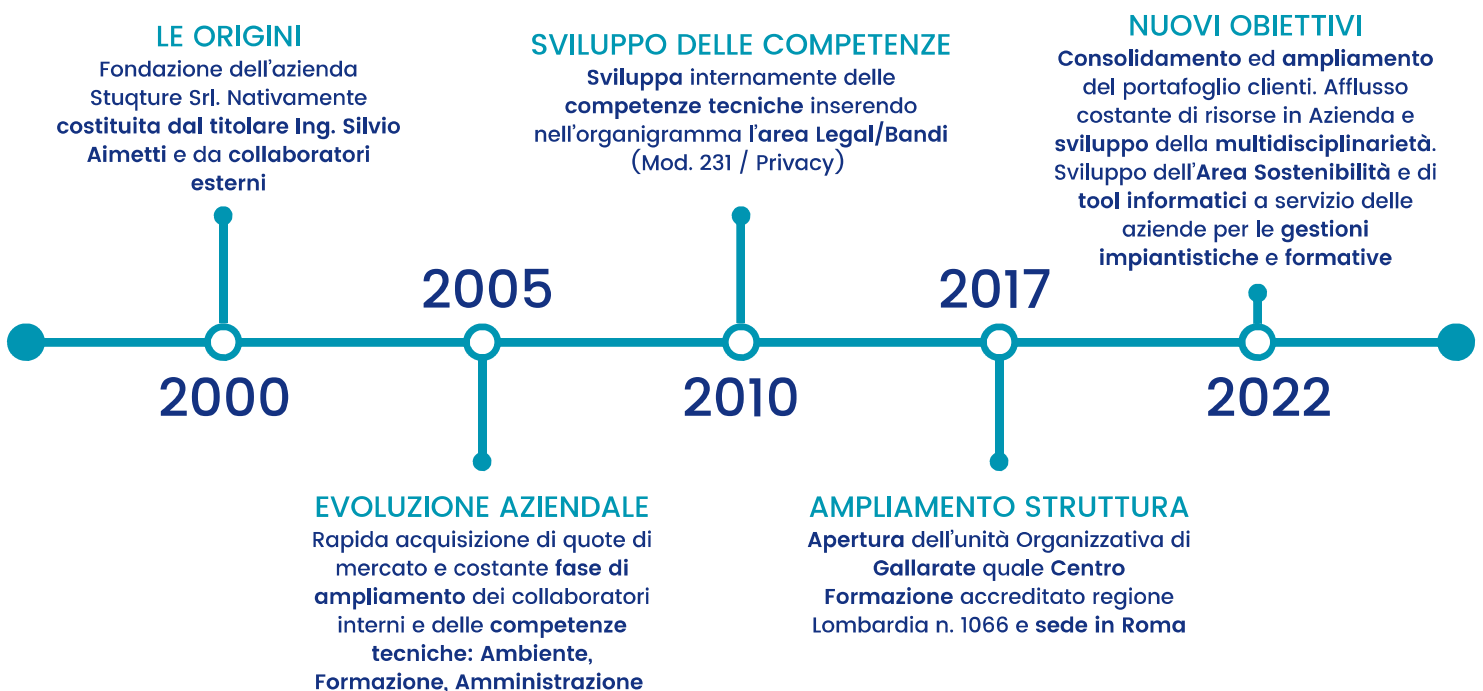 LE ORIGINI
Fondazione dell'azienda
Stuqture Srl. Nativamente
costituita dal titolare Ing. Silvio
Aimetti e da collaboratori
esterni
2000
2005
EVOLUZIONE AZIENDALE
Rapida acquisizione di quote di
mercato e costante fase di
ampliamento dei collaboratori
interni e delle competenze
tecniche: Ambiente,
Formazione, Amministrazione
SVILUPPO DELLE COMPETENZE
Sviluppa internamente delle
competenze tecniche inserendo
nell'organigramma l'area Legal/Bandi
(Mod. 231 / Privacy)
2010
2017
AMPLIAMENTO STRUTTURA
Apertura dell'unità Organizzativa di
Gallarate quale Centro
Formazione accreditato regione
Lombardia n. 1066 e sede in Roma
NUOVI OBIETTIVI
Consolidamento ed ampliamento
del portafoglio clienti. Afflusso
costante di risorse in Azienda e
sviluppo della multidisciplinarietà.
Sviluppo dell'Area Sostenibilità e di
tool informatici a servizio delle
aziende per le gestioni
impiantistiche e formative
2022